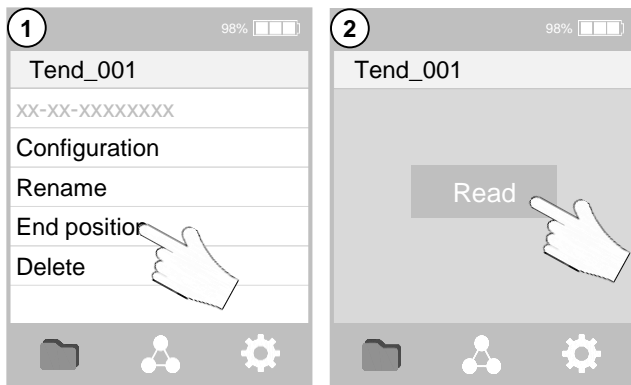 1
98%
Tend_001
xx-xx-xxxxxxxx
Configuration
Rename
End position
Delete
2
98%
Tend_001
Read